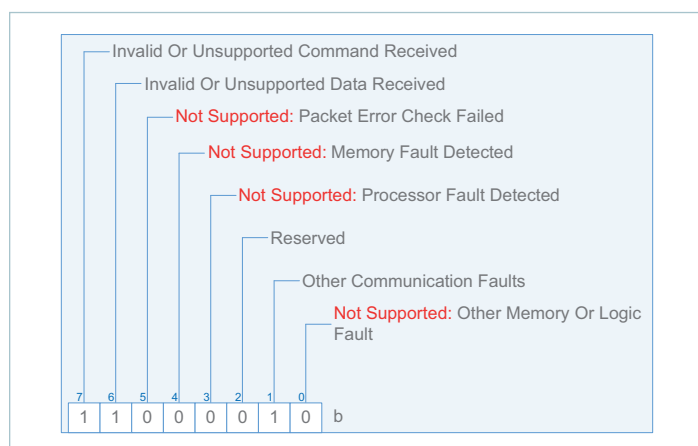 Invalid Or Unsupported Command Received
Invalid Or Unsupported Data Received
Not Supported: Packet Error Check Failed
Not Supported: Memory Fault Detected
Not Supported: Processor Fault Detected
Reserved
Other Communication Faults
Not Supported: Other Memory Or Logic
Fault
7 6 5 4 3 2 1 0
1 1 0 0 0 0 1 0 b